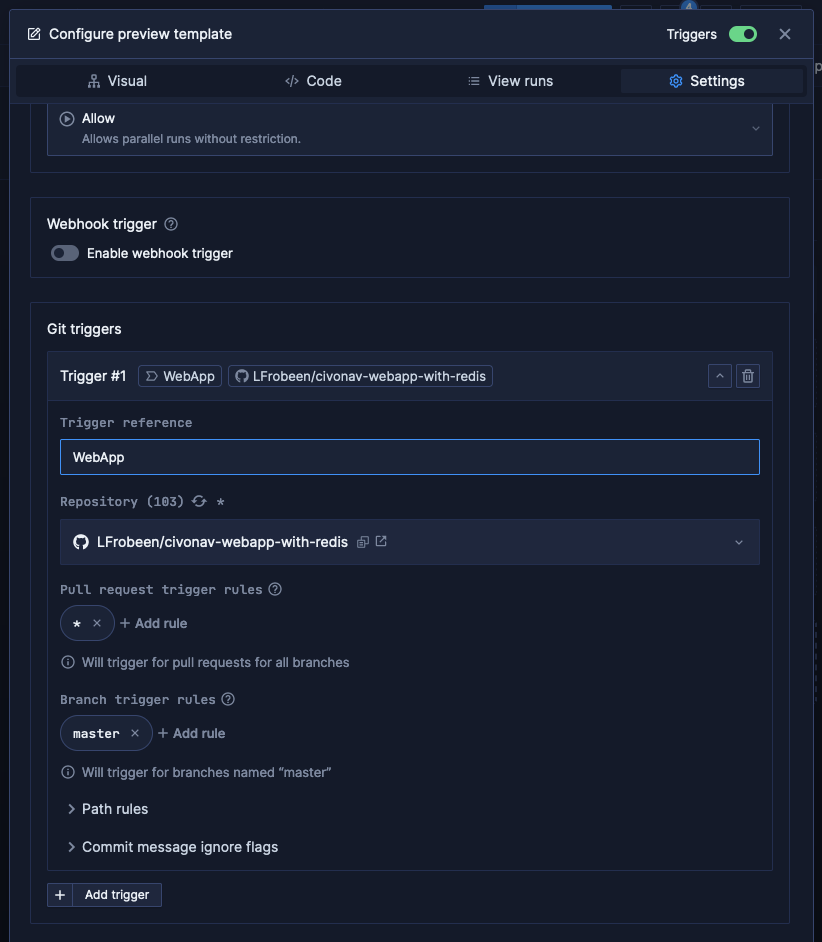 4
Configure preview template
Triggers
Visual
</> Code
View runs
Settings
Allow
Allows parallel runs without restriction.
Webhook trigger ?
Enable webhook trigger
Git triggers
Trigger #1 WebApp LFrobeen/civonav-webapp-with-redis
Trigger reference
WebApp
Repository (103) *
LFrobeen/civonav-webapp-with-redis
Pull request trigger rules ?
* × + Add rule
Will trigger for pull requests for all branches
Branch trigger rules ?
master × + Add rule
Will trigger for branches named “master”
Path rules
Commit message ignore flags
+ Add trigger